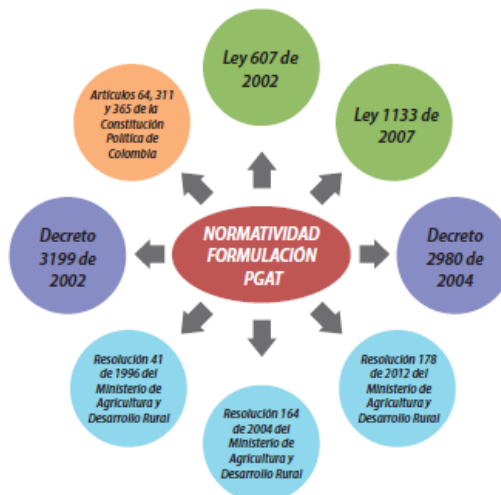 Ley 607 de
2002
Artículos 64, 311
y 365 de la
Constitución
Política de
Colombia
Ley 1133 de
2007
NORMATIVIDAD
FORMULACIÓN
PGAT
Decreto
3199 de
2002
Decreto
2980 de
2004
Resolución 41
de 1996 del
Ministerio de
Agricultura y
Desarrollo Rural
Resolución 164
de 2004 del
Ministerio de
Agricultura y
Desarrollo Rural
Resolución 178
de 2012 del
Ministerio de
Agricultura y
Desarrollo Rural